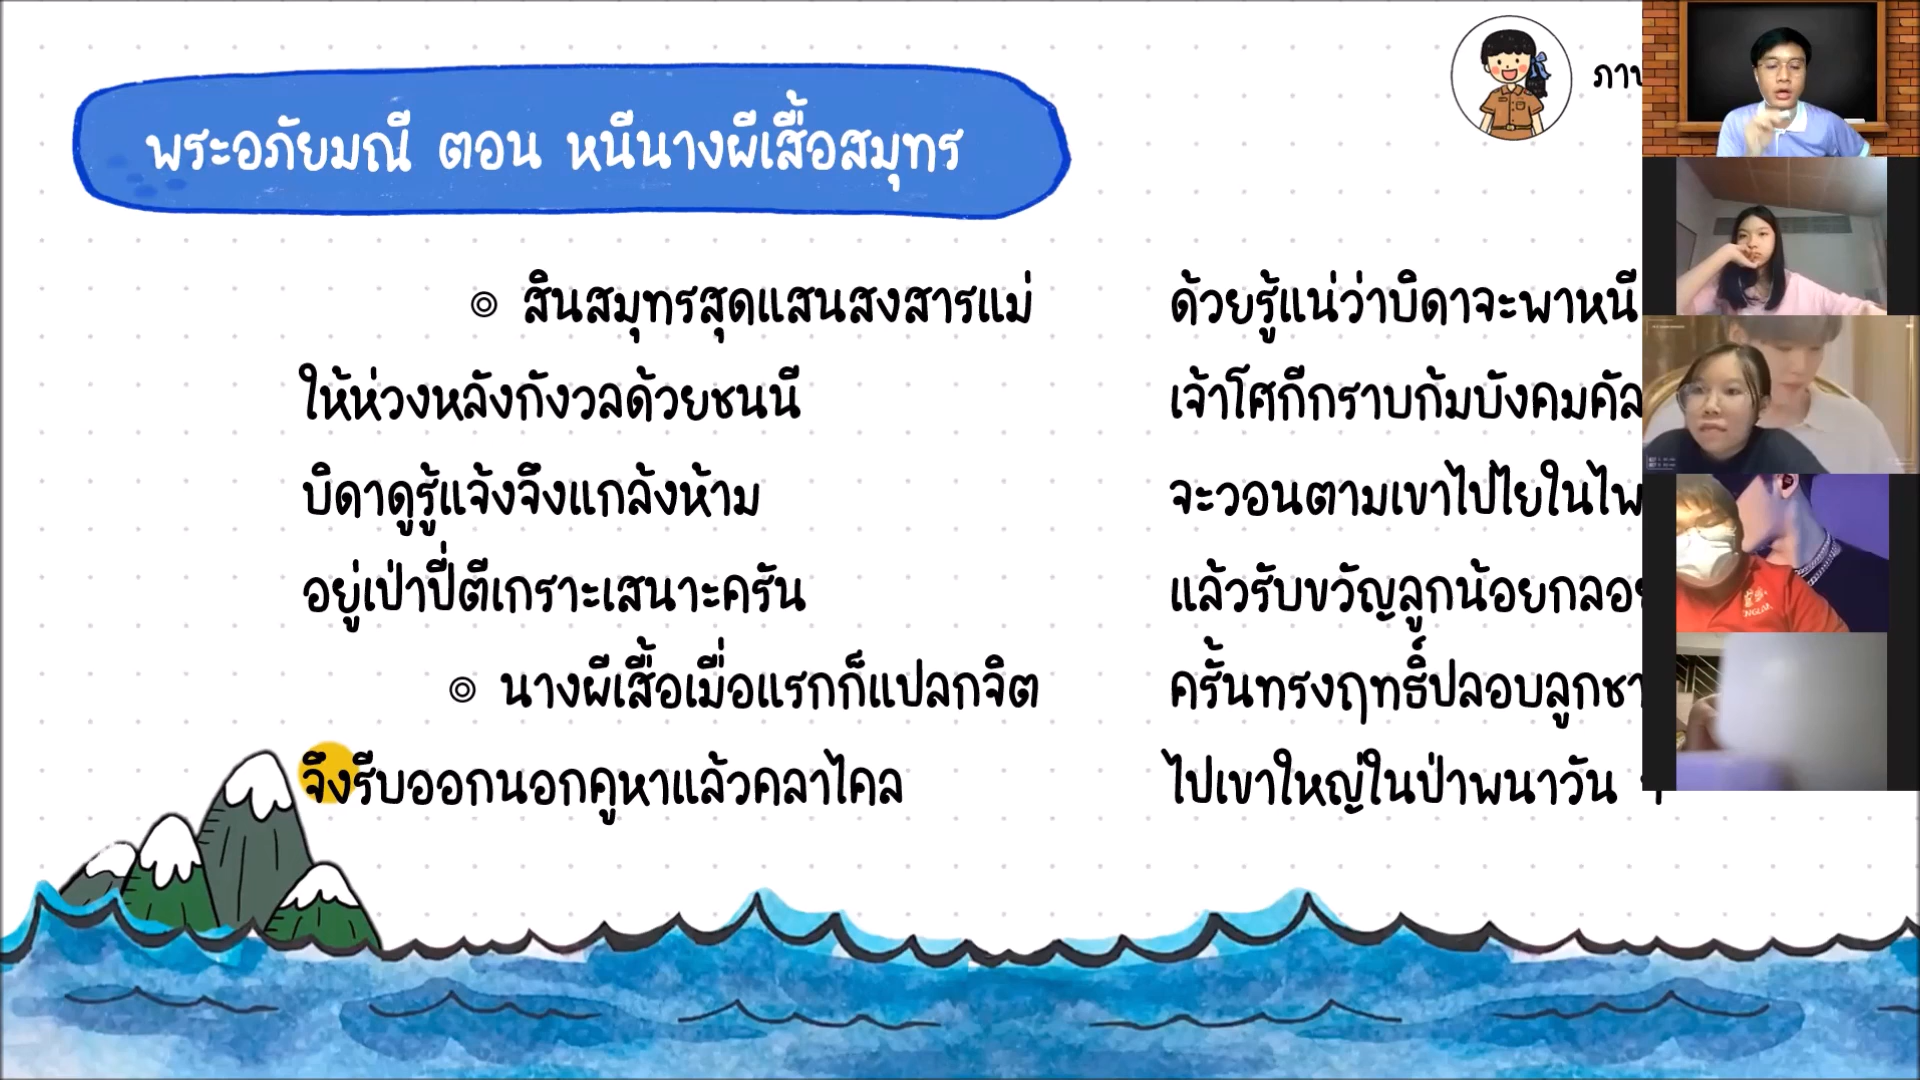 พระอภัยมณี ตอน หนีนางผีเสื้อสมุทร
ภาษ
๏ สินสมุทรสุดแสนสงสารแม่ ด้วยรู้แน่ว่าบิดาจะพาหนี
ให้ห่วงหลังกังวลด้วยชนนี เจ้าโศกีกราบก้มบังคมคัล
บิดาดูรู้แจ้งจึงแกล้งห้าม จะวอนตามเขาไปไยในไพ
อยู่เป่าปี่ตีเกราะเสนาะครัน แล้วรับขวัญลูกน้อยกลอย
๏ นางผีเสื้อเมื่อแรกก็แปลกจิต ครั้นทรงฤทธิ์ปลอบลูกชา
จึงรีบออกนอกคูหาแล้วคลาไคล ไปเขาใหญ่ในป่าพนาวัน ฯ